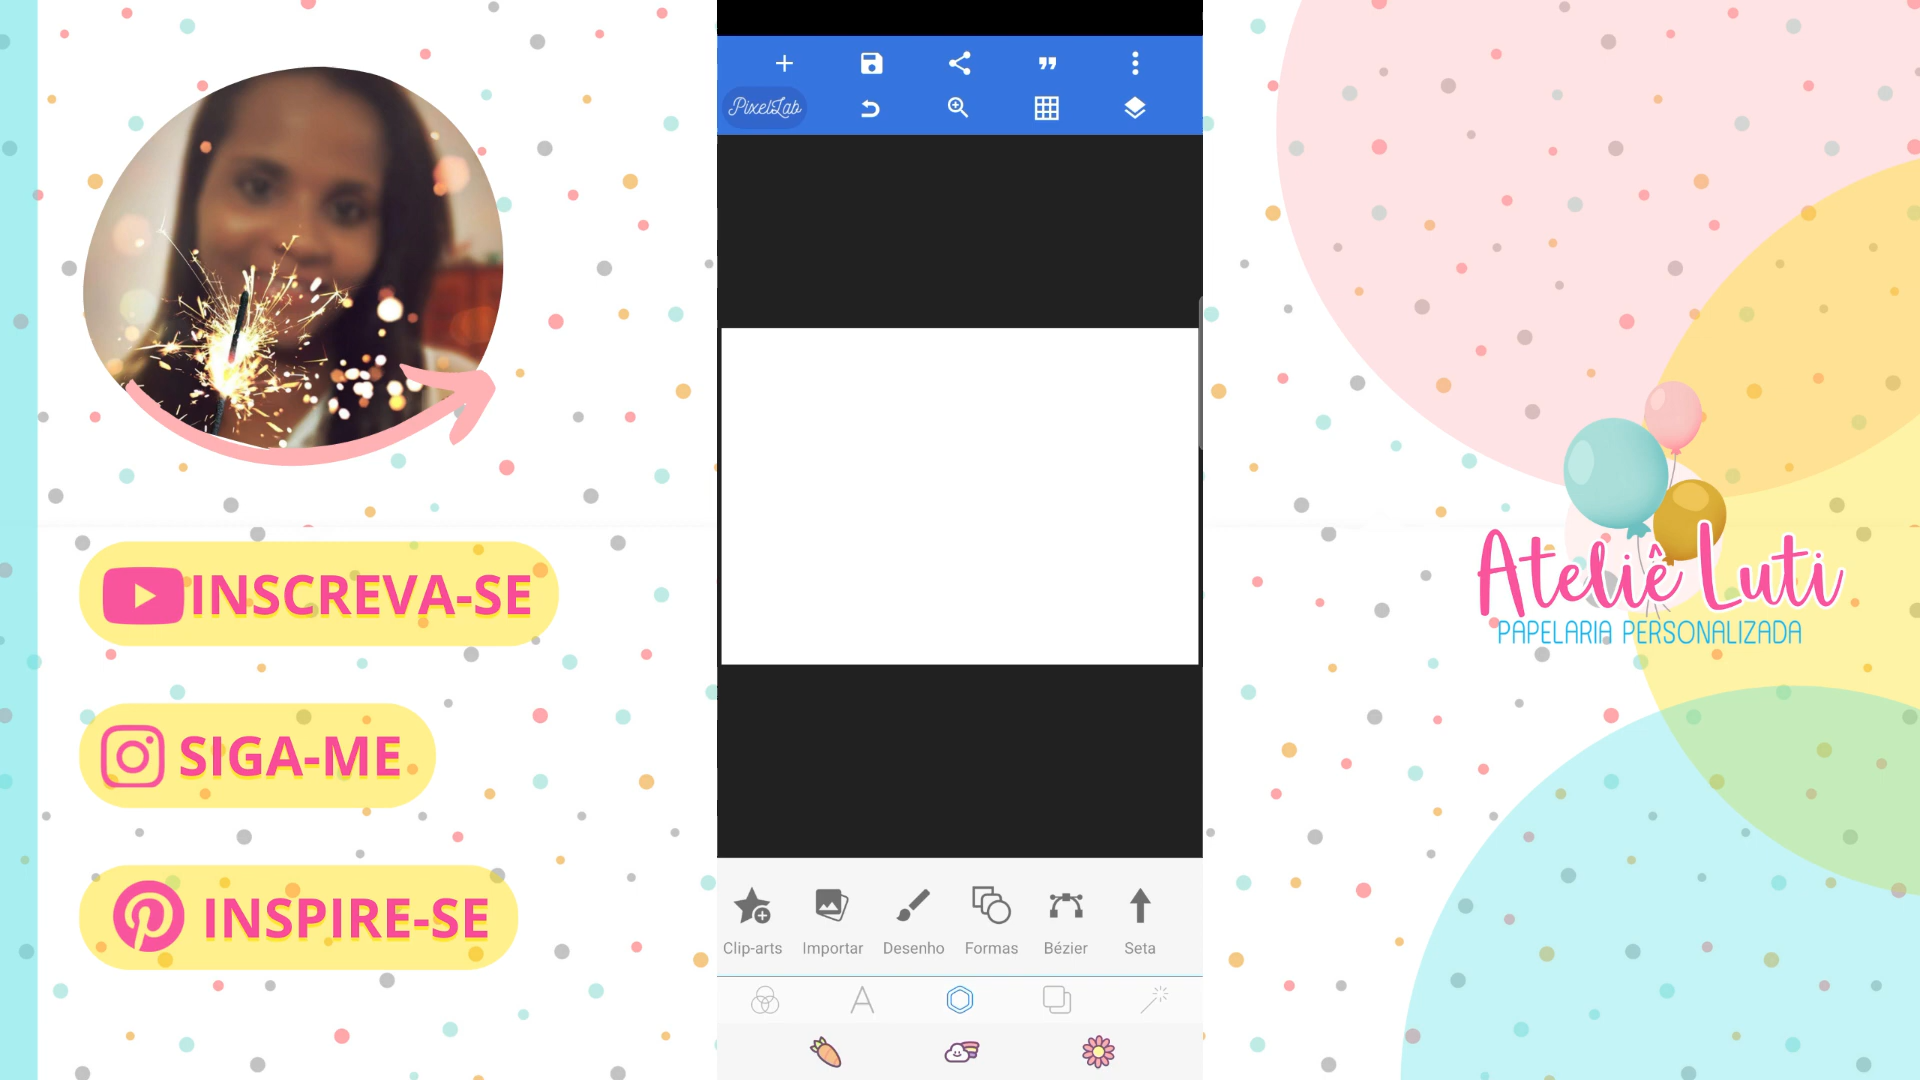 PixelLab
INSCREVA-SE
SIGA-ME
INSPIRE-SE
Clip-arts Importar Desenho Formas Bézier Seta
Ateliê Luti
PAPELARIA PERSONALIZADA